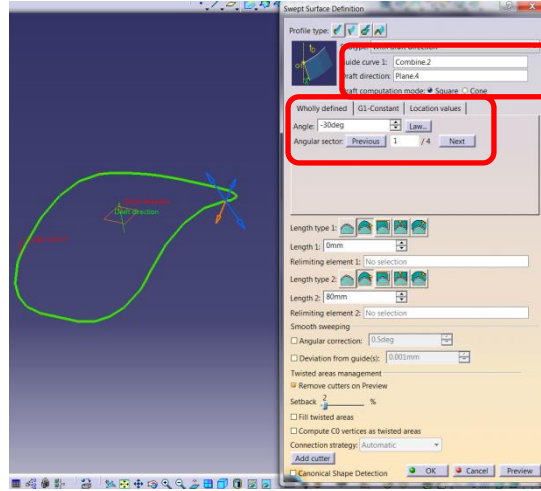 Swept Surface Definition
Profile type:
With draft direction
Guide curve 1: Combine.2
Draft direction: Plane.4
Draft computation mode: Square Cone
Wholly defined G1-Constant Location values
Angle: -30deg Law...
Angular sector: Previous 1 / 4 Next
Draft direction
Length type 1:
Length 1: 0mm
Relimiting element 1: No selection
Length type 2:
Length 2: 80mm
Relimiting element 2: No selection
Smooth sweeping
Angular correction: 0.5deg
Deviation from guide(s): 0.001mm
Twisted areas management
Remove cutters on Preview
Setback 2 %
Fill twisted areas
Compute C0 vertices as twisted areas
Connection strategy: Automatic
Add cutter
Canonical Shape Detection OK Cancel Preview